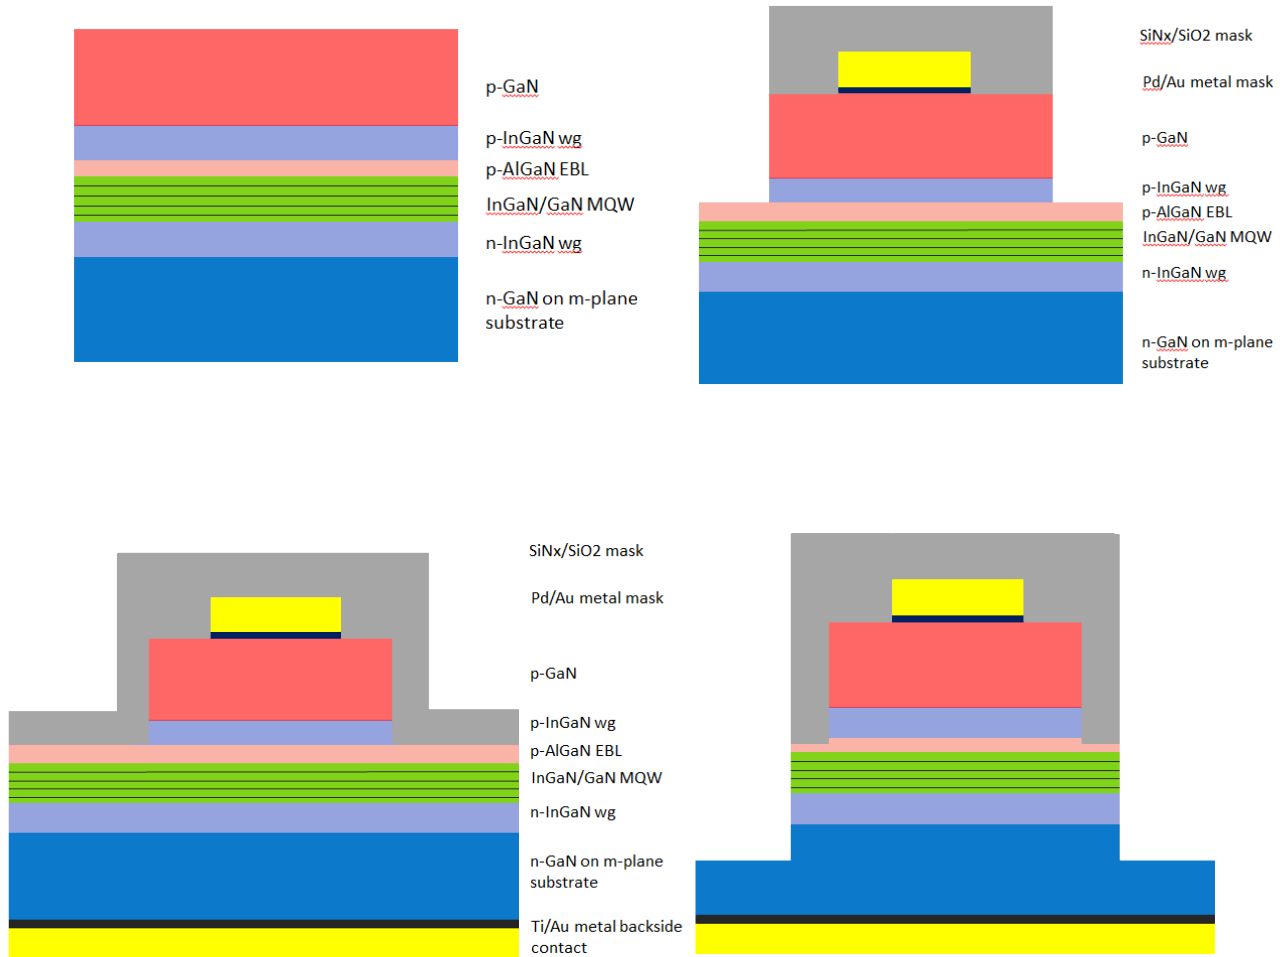 p-GaN
p-InGaN wg
p-AlGaN EBL
InGaN/GaN MQW
n-InGaN wg
n-GaN on m-plane
substrate
SiNx/SiO2 mask
Pd/Au metal mask
p-GaN
p-InGaN wg
p-AlGaN EBL
InGaN/GaN MQW
n-InGaN wg
n-GaN on m-plane
substrate
SiNx/SiO2 mask
Pd/Au metal mask
p-GaN
p-InGaN wg
p-AlGaN EBL
InGaN/GaN MQW
n-InGaN wg
n-GaN on m-plane
substrate
Ti/Au metal backside
contact